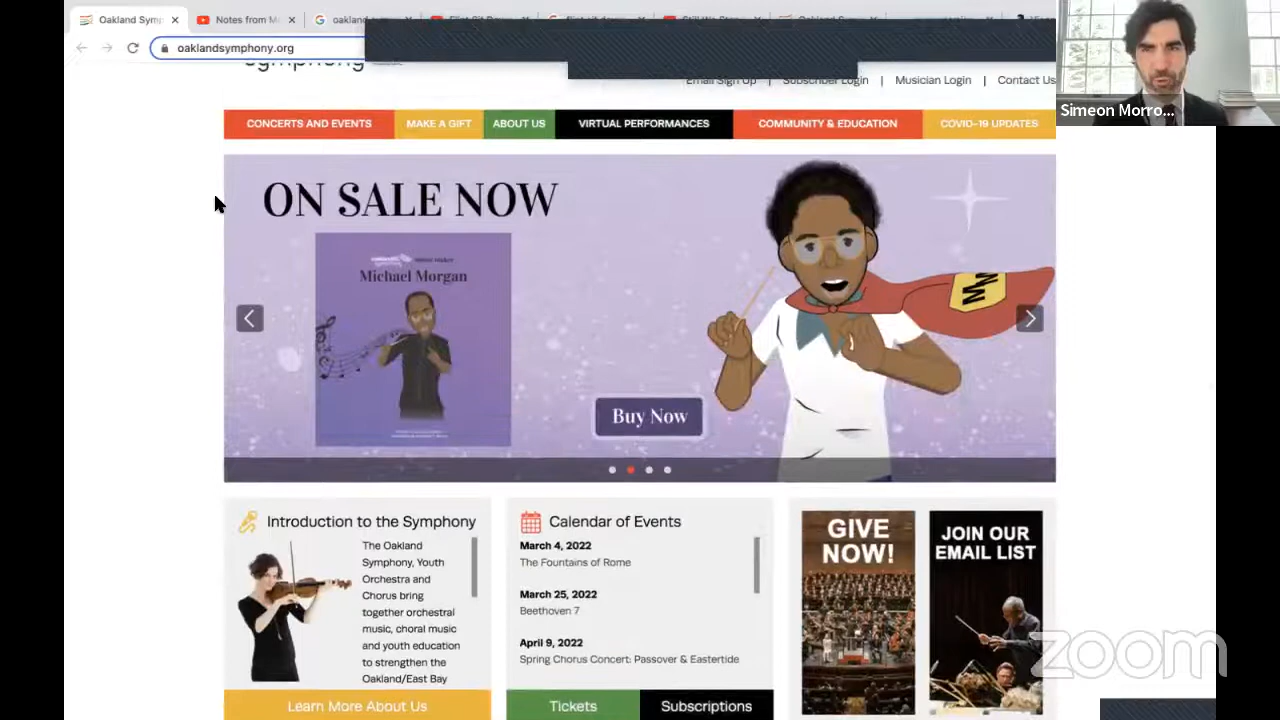 Oakland Symp
Notes from M
oaklandsymphony.org
symphony
Email Sign Up | Subscriber Login | Musician Login | Contact Us
CONCERTS AND EVENTS
MAKE A GIFT
ABOUT US
VIRTUAL PERFORMANCES
COMMUNITY & EDUCATION
COVID-19 UPDATES
Simeon Morro...
ON SALE NOW
Michael Morgan
MM
Buy Now
Introduction to the Symphony
The Oakland
Symphony, Youth
Orchestra and
Chorus bring
together orchestral
music, choral music
and youth education
to strengthen the
Oakland/East Bay
Learn More About Us
Calendar of Events
March 4, 2022
The Fountains of Rome
March 25, 2022
Beethoven 7
April 9, 2022
Spring Chorus Concert: Passover & Eastertide
Tickets
Subscriptions
GIVE
NOW!
JOIN OUR
EMAIL LIST
zoom